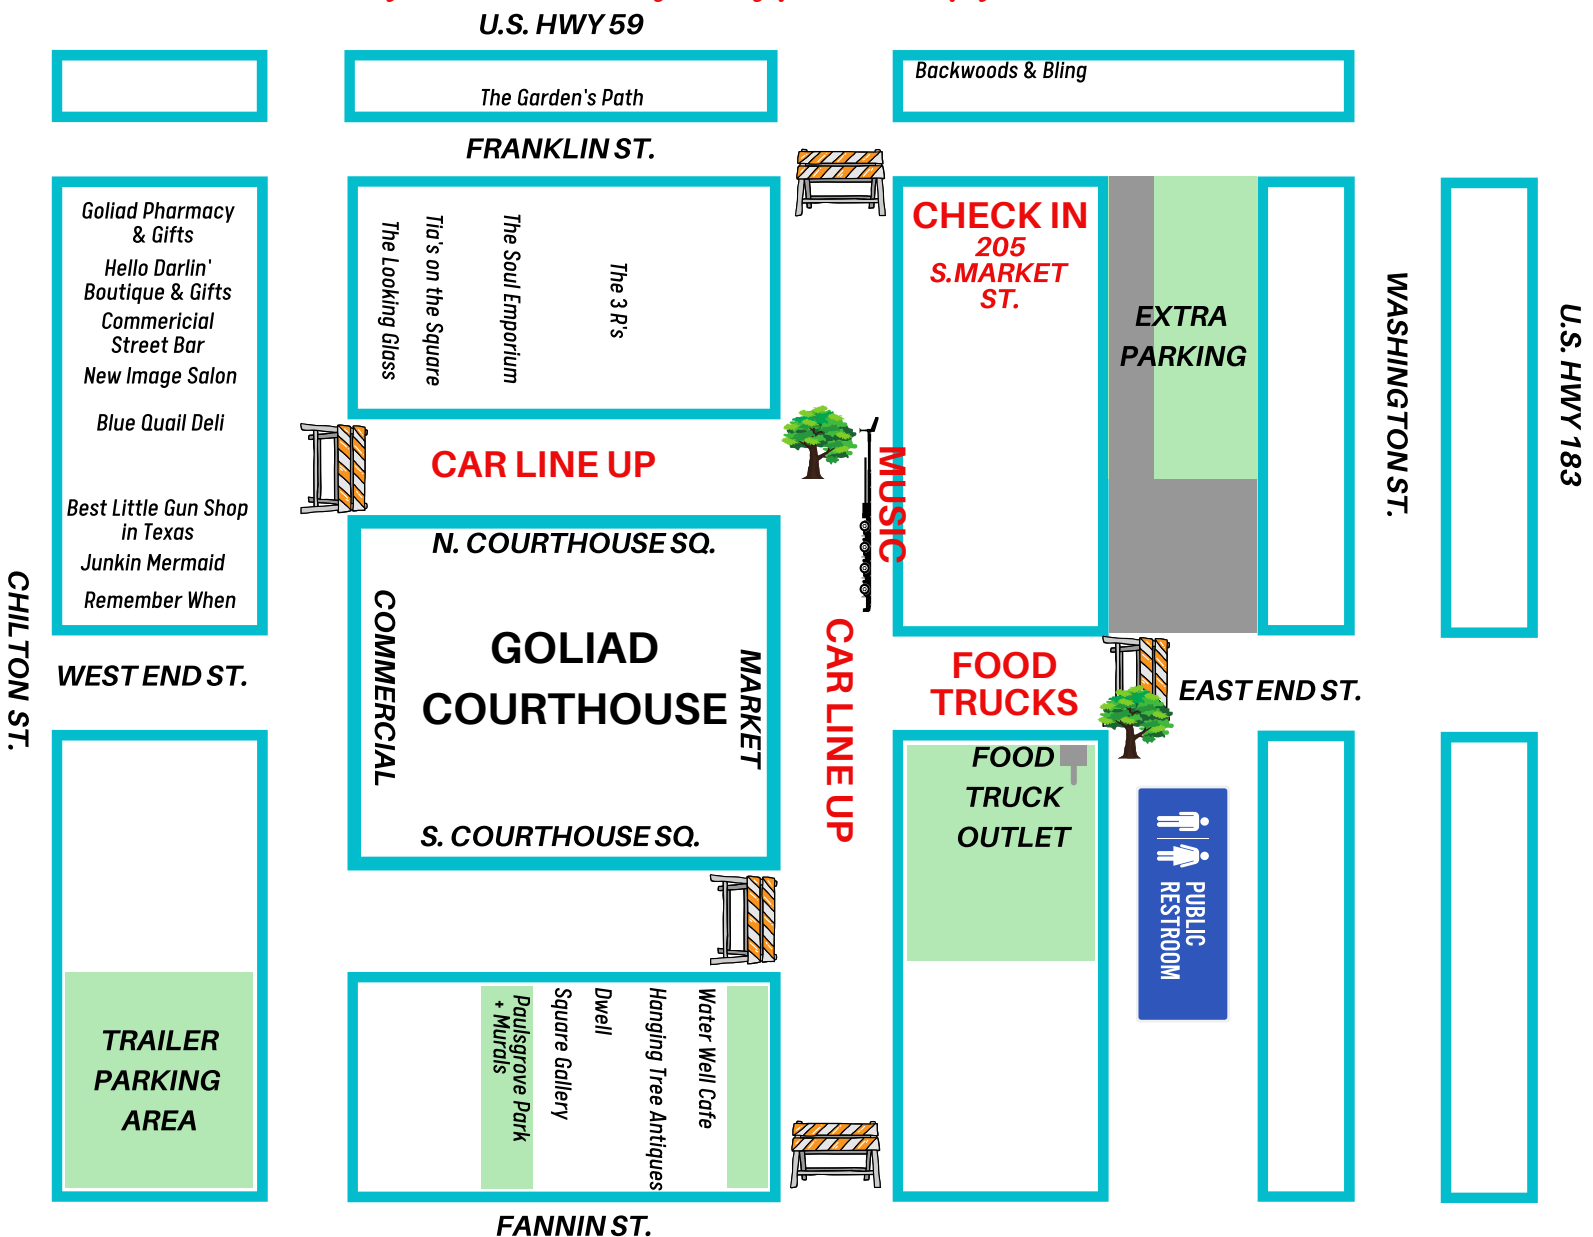 U.S. HWY 59
Backwoods & Bling
The Garden's Path
FRANKLIN ST.
Goliad Pharmacy
& Gifts
Hello Darlin'
Boutique & Gifts
Commericial
Street Bar
New Image Salon
Blue Quail Deli
Best Little Gun Shop
in Texas
Junkin Mermaid
Remember When
The Looking Glass
Tia's on the Square
The Soul Emporium
The 3 R's
CHECK IN
205
S.MARKET
ST.
EXTRA
PARKING
WASHINGTON ST.
U.S. HWY 183
CAR LINE UP
MUSIC
N. COURTHOUSE SQ.
COMMERCIAL
GOLIAD
COURTHOUSE
MARKET
S. COURTHOUSE SQ.
CAR LINE UP
CHILTON ST.
WEST END ST.
FOOD
TRUCKS
EAST END ST.
FOOD
TRUCK
OUTLET
PUBLIC
RESTROOM
TRAILER
PARKING
AREA
Paulsgrove Park
+ Murals
Square Gallery
Dwell
Hanging Tree Antiques
Water Well Cafe
FANNIN ST.